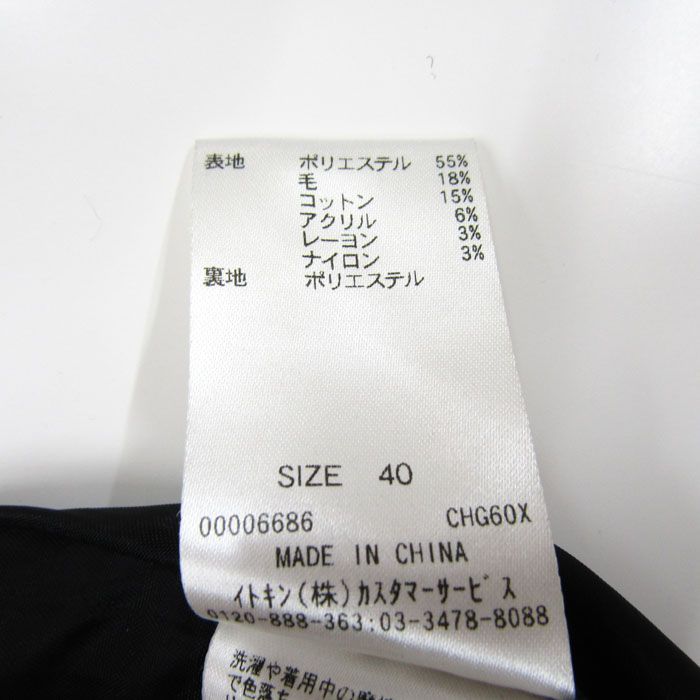 表地 ポリエステル 55%
毛 18%
コットン 15%
アクリル 6%
レーヨン 3%
ナイロン 3%
裏地 ポリエステル
SIZE 40
00006686 CHG60X
MADE IN CHINA
イトキン(株)カスタマーサービス
0120-888-363:03-3478-8088
洗濯や着用中の摩擦
で色落ち